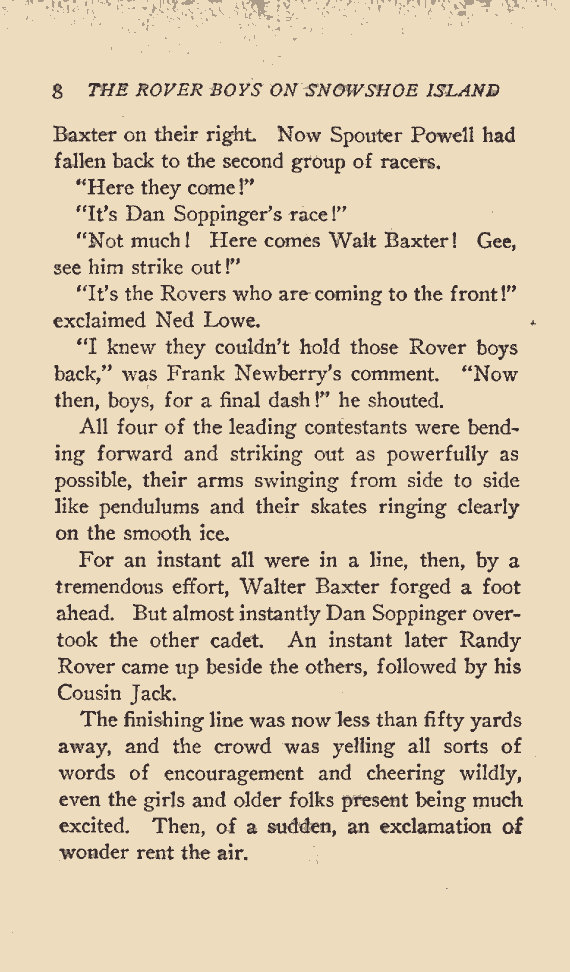 8 THE ROVER BOYS ON SNOWSHOE ISLAND
Baxter on their right. Now Spouter Powell had
fallen back to the second group of racers.
“Here they come!”
“It’s Dan Soppinger’s race!”
“Not much! Here comes Walt Baxter! Gee,
see him strike out!”
“It’s the Rovers who are coming to the front!”
exclaimed Ned Lowe.
“I knew they couldn’t hold those Rover boys
back,” was Frank Newberry’s comment. “Now
then, boys, for a final dash!” he shouted.
All four of the leading contestants were bend-
ing forward and striking out as powerfully as
possible, their arms swinging from side to side
like pendulums and their skates ringing clearly
on the smooth ice.
For an instant all were in a line, then, by a
tremendous effort, Walter Baxter forged a foot
ahead. But almost instantly Dan Soppinger over-
took the other cadet. An instant later Randy
Rover came up beside the others, followed by his
Cousin Jack.
The finishing line was now less than fifty yards
away, and the crowd was yelling all sorts of
words of encouragement and cheering wildly,
even the girls and older folks present being much
excited. Then, of a sudden, an exclamation of
wonder rent the air.